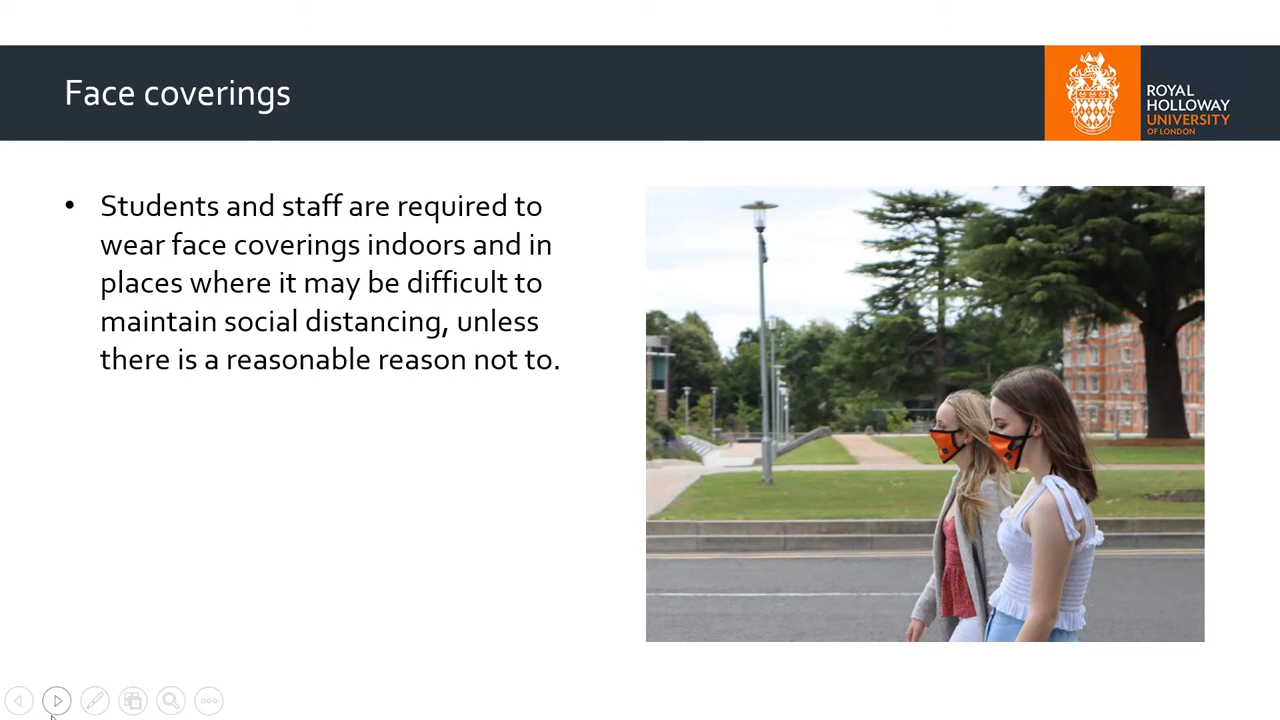 Face coverings
ROYAL
HOLLOWAY
UNIVERSITY
OF LONDON
• Students and staff are required to
wear face coverings indoors and in
places where it may be difficult to
maintain social distancing, unless
there is a reasonable reason not to.